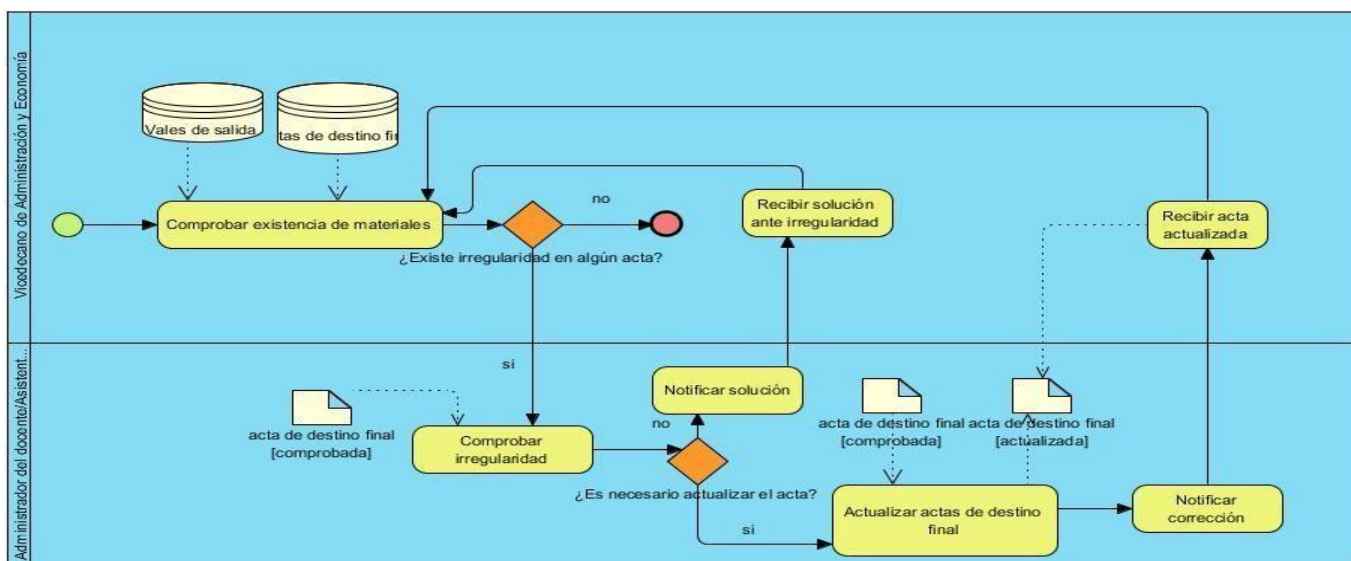 Vicedecano de Administración y Economía
Vales de salida
tas de destino fin
Comprobar existencia de materiales
no
¿Existe irregularidad en algún acta?
Recibir solución
ante irregularidad
Recibir acta
actualizada
Administrador del docente/Asistent...
si
acta de destino final
[comprobada]
Comprobar
irregularidad
Notificar solución
no
¿Es necesario actualizar el acta?
si
acta de destino final
[comprobada]
acta de destino final
[actualizada]
Actualizar actas de destino
final
Notificar
corrección